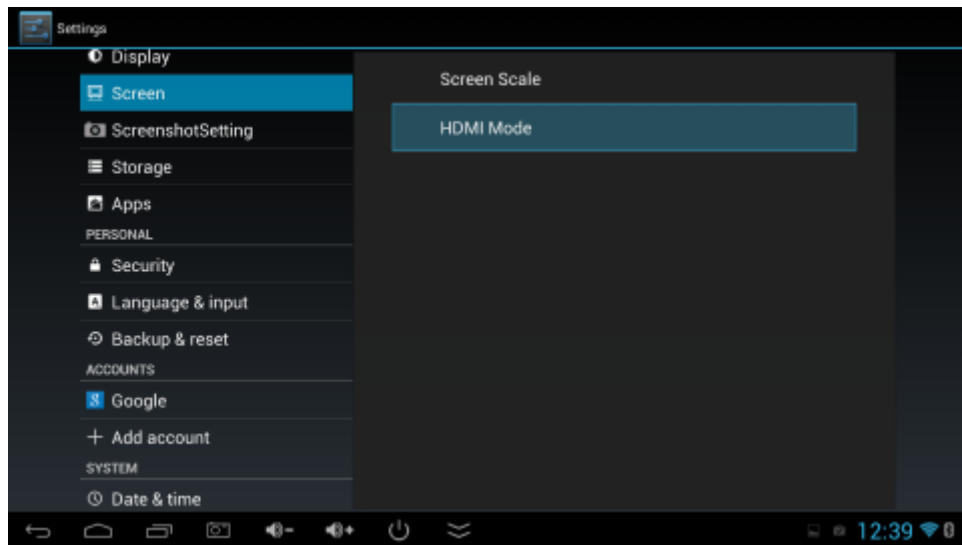 Settings
Display
Screen
ScreenshotSetting
Storage
Apps
PERSONAL
Security
Language & input
Backup & reset
ACCOUNTS
Google
Add account
SYSTEM
Date & time
Screen Scale
HDMI Mode
12:39